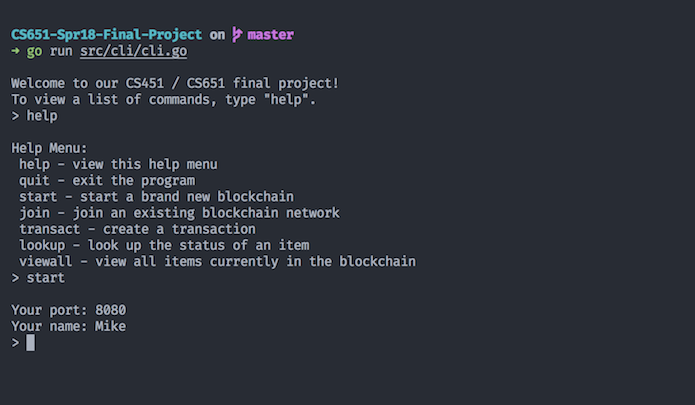 CS651-Spr18-Final-Project on master
→ go run src/cli/cli.go
Welcome to our CS451 / CS651 final project!
To view a list of commands, type "help".
> help
Help Menu:
help - view this help menu
quit - exit the program
start - start a brand new blockchain
join - join an existing blockchain network
transact - create a transaction
lookup - look up the status of an item
viewall - view all items currently in the blockchain
> start
Your port: 8080
Your name: Mike
>